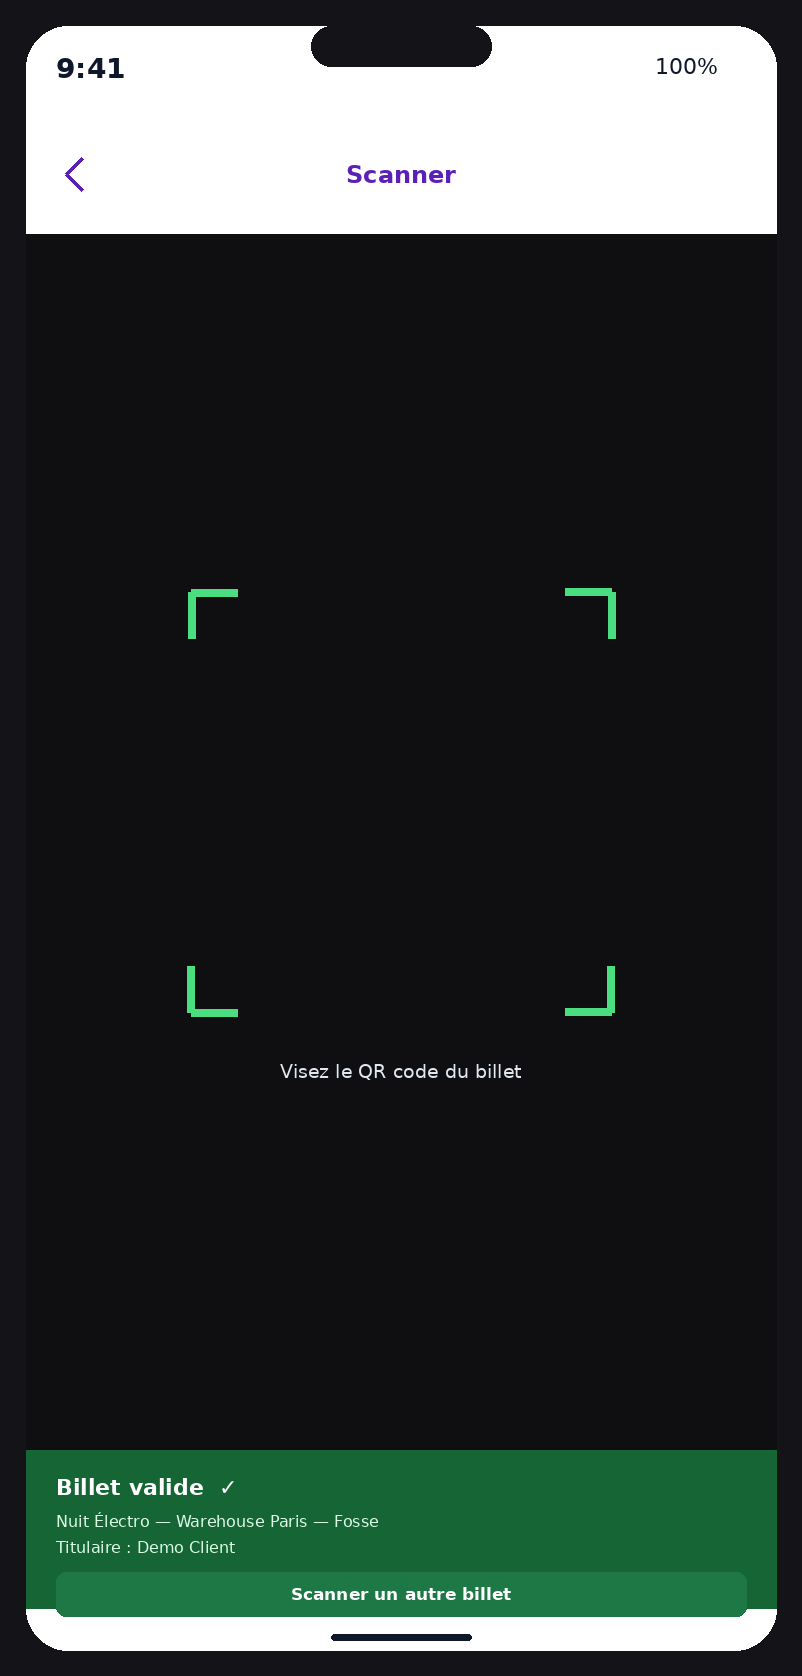 9:41
100%
Scanner
Visez le QR code du billet
Billet valide ✓
Nuit Électro — Warehouse Paris — Fosse
Titulaire : Demo Client
Scanner un autre billet